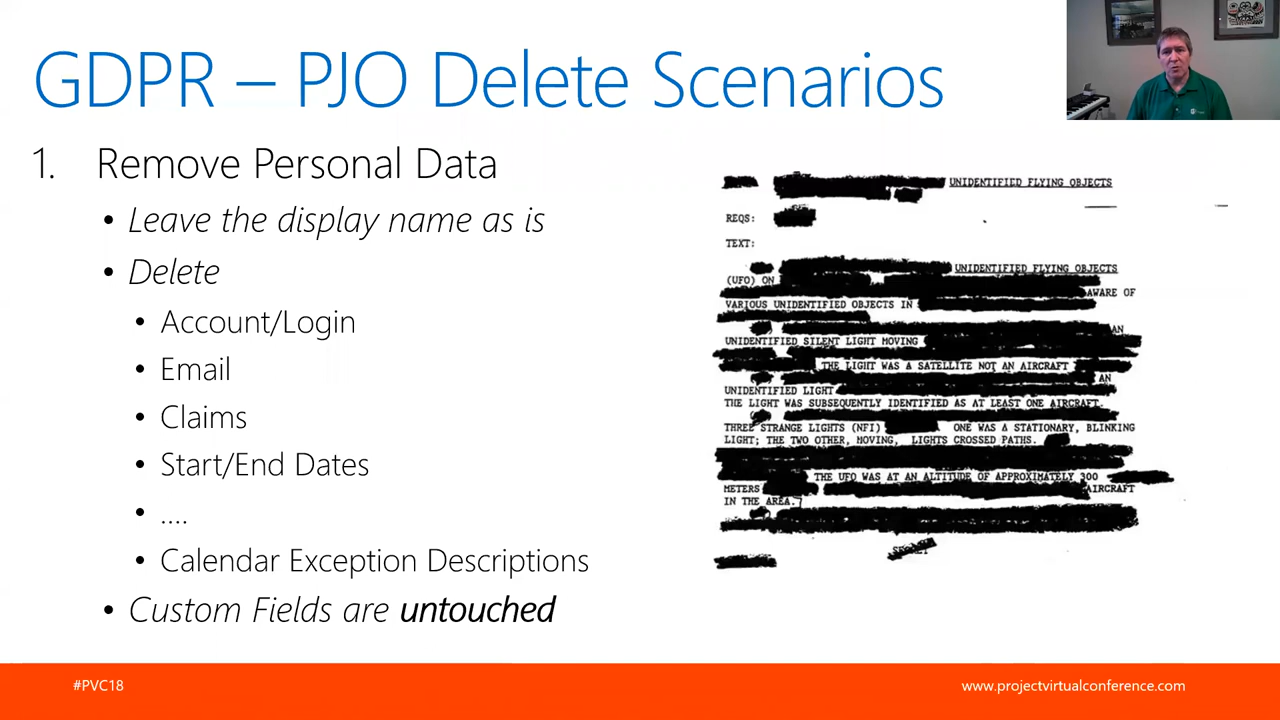 GDPR – PJO Delete Scenarios
1. Remove Personal Data
• Leave the display name as is
• Delete
• Account/Login
• Email
• Claims
• Start/End Dates
• ....
• Calendar Exception Descriptions
• Custom Fields are untouched
UNIDENTIFIED FLYING OBJECTS
REQS:
TEXT:
UNIDENTIFIED FLYING OBJECTS
(UFO) ON
AWARE OF
VARIOUS UNIDENTIFIED OBJECTS IN
AN
UNIDENTIFIED SILENT LIGHT MOVING
THE LIGHT WAS A SATELLITE NOT AN AIRCRAFT
AN
UNIDENTIFIED LIGHT
THE LIGHT WAS SUBSEQUENTLY IDENTIFIED AS AT LEAST ONE AIRCRAFT.
THREE STRANGE LIGHTS (NFI) ONE WAS A STATIONARY, BLINKING
LIGHT; THE TWO OTHER, MOVING, LIGHTS CROSSED PATHS.
THE UFO WAS AT AN ALTITUDE OF APPROXIMATELY 300
METERS AIRCRAFT
IN THE AREA.
#PVC18
www.projectvirtualconference.com